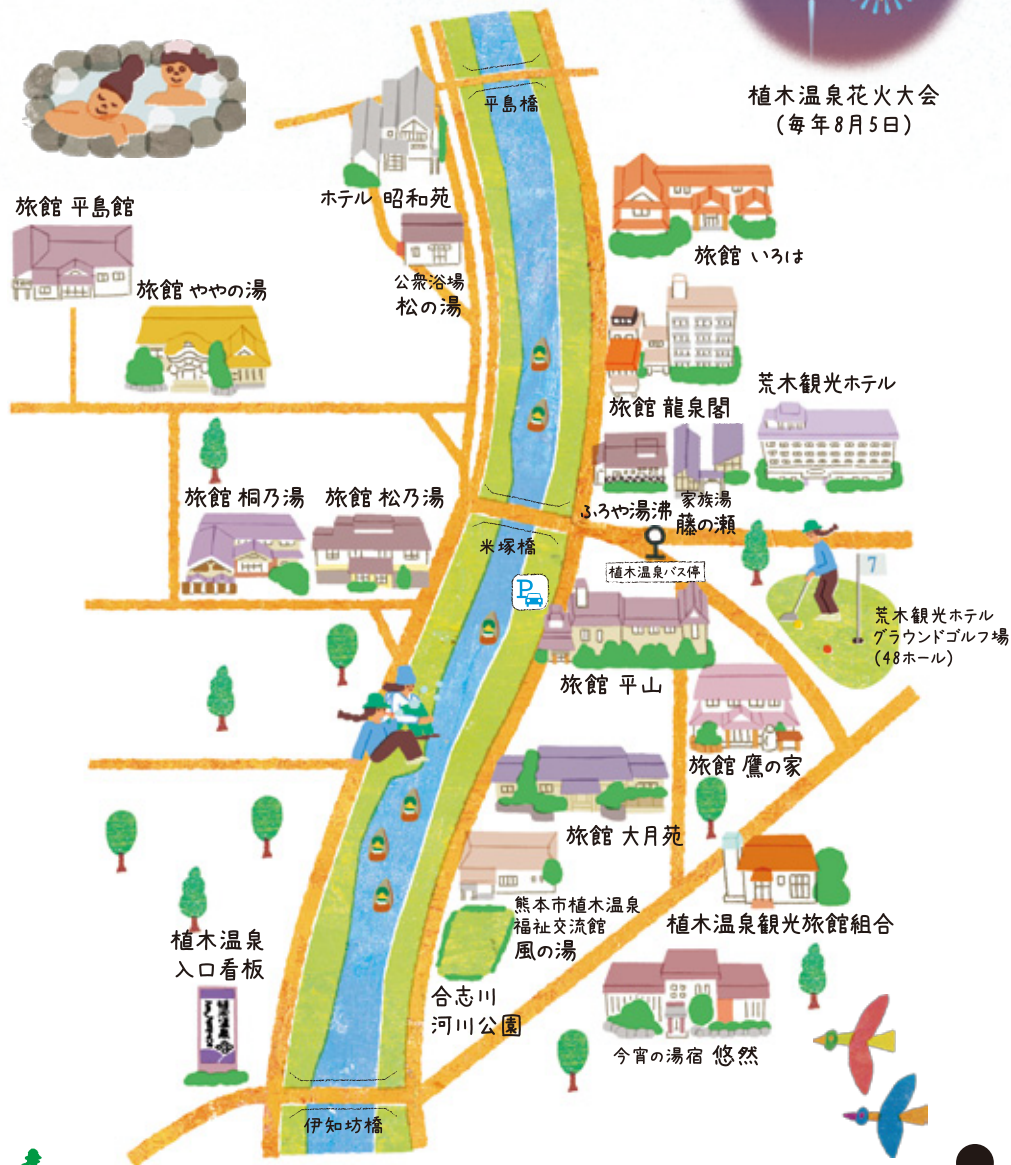 植木温泉花火大会
(毎年8月5日)
平島橋
ホテル 昭和苑
旅館 平島館
公衆浴場
松の湯
旅館 いろは
旅館 ややの湯
旅館 龍泉閣
荒木観光ホテル
旅館 桐乃湯
旅館 松乃湯
ふろや湯沸
家族湯
藤の瀬
米塚橋
植木温泉バス停
P
7
荒木観光ホテル
グラウンドゴルフ場
(48ホール)
旅館 平山
旅館 鷹の家
旅館 大月苑
熊本市植木温泉
福祉交流館
風の湯
植木温泉観光旅館組合
植木温泉
入口看板
合志川
河川公園
今宵の湯宿 悠然
伊知坊橋